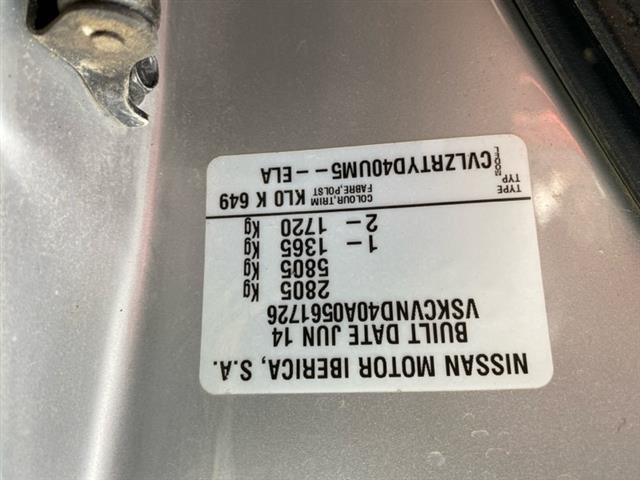 NISSAN MOTOR IBERICA, S.A.
BUILT DATE JUN 14
VSKCVND40A0561726
2805 Kg
5805 Kg
1— 1365 Kg
2— 1720 Kg
COLOUR,TRIM FABRE,POLST KL0 K 649
TYPE TYP CVLZRTYD40UM5--ELA